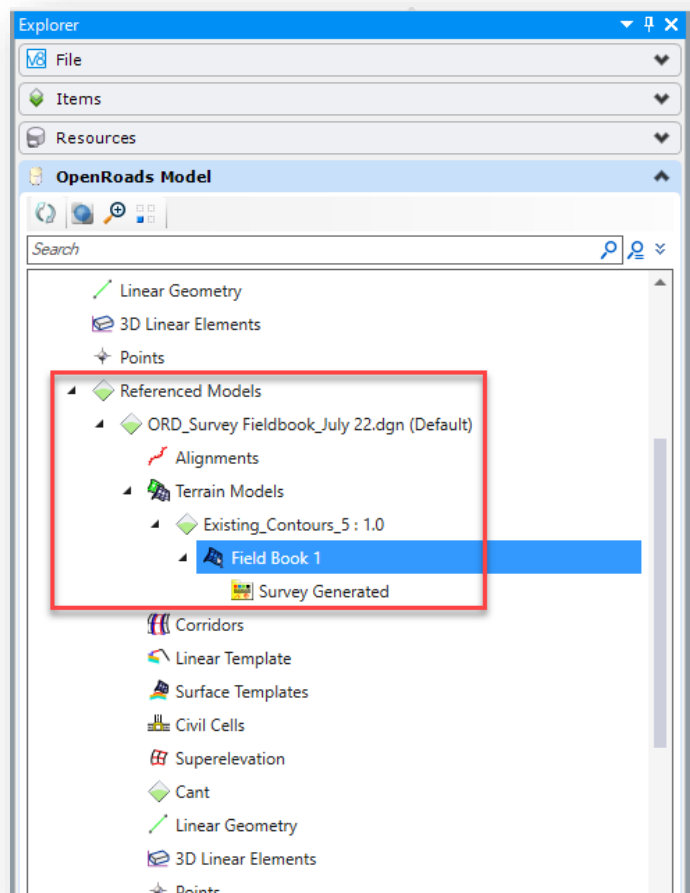 Explorer
File
Items
Resources
OpenRoads Model
Search
Linear Geometry
3D Linear Elements
Points
Referenced Models
ORD_Survey Fieldbook_July 22.dgn (Default)
Alignments
Terrain Models
Existing_Contours_5 : 1.0
Field Book 1
Survey Generated
Corridors
Linear Template
Surface Templates
Civil Cells
Superelevation
Cant
Linear Geometry
3D Linear Elements
Points